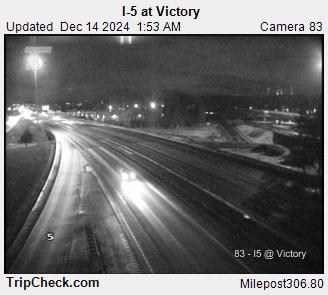 I-5 at Victory
Updated  Dec 14 2024  1:53 AM
Camera 83
S
83 - I5 @ Victory
TripCheck.com
Milepost306.80